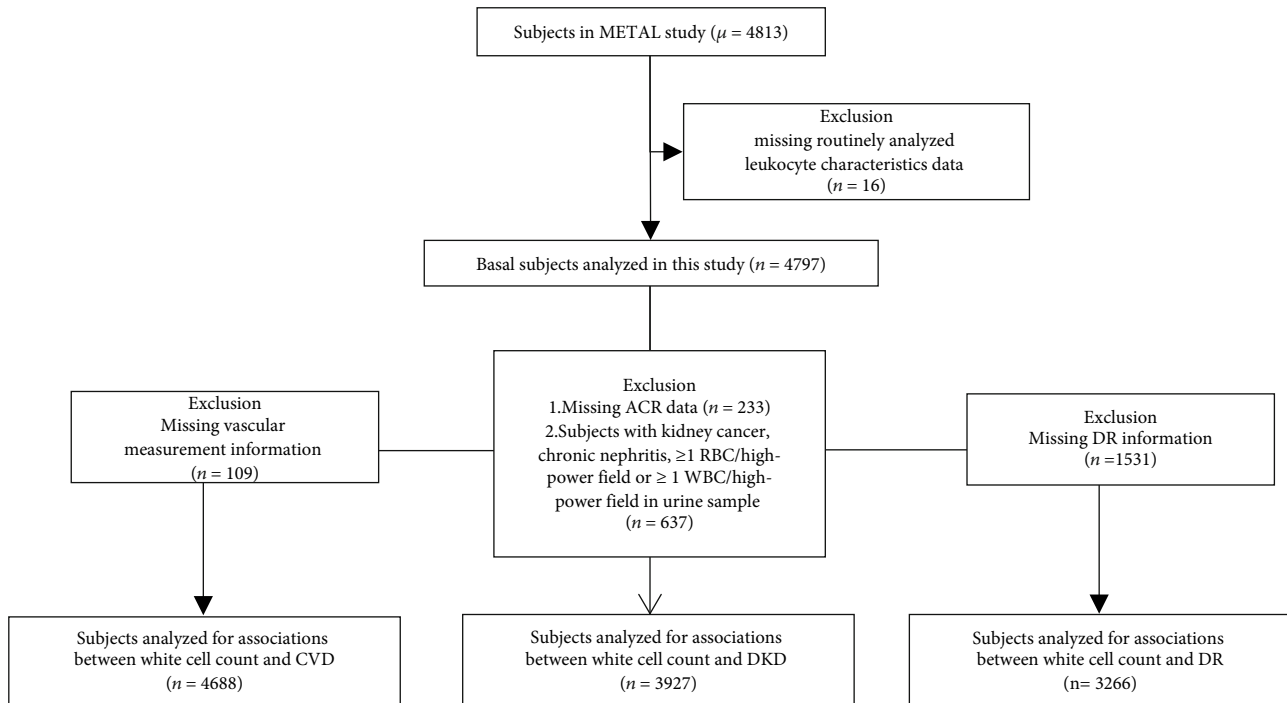 Subjects in METAL study (μ = 4813)
Exclusion
missing routinely analyzed
leukocyte characteristics data
(n = 16)
Basal subjects analyzed in this study (n = 4797)
Exclusion
Missing vascular
measurement information
(n = 109)
Exclusion
1.Missing ACR data (n = 233)
2.Subjects with kidney cancer,
chronic nephritis, ≥1 RBC/high-
power field or ≥ 1 WBC/high-
power field in urine sample
(n = 637)
Exclusion
Missing DR information
(n =1531)
Subjects analyzed for associations
between white cell count and CVD
(n = 4688)
Subjects analyzed for associations
between white cell count and DKD
(n = 3927)
Subjects analyzed for associations
between white cell count and DR
(n= 3266)